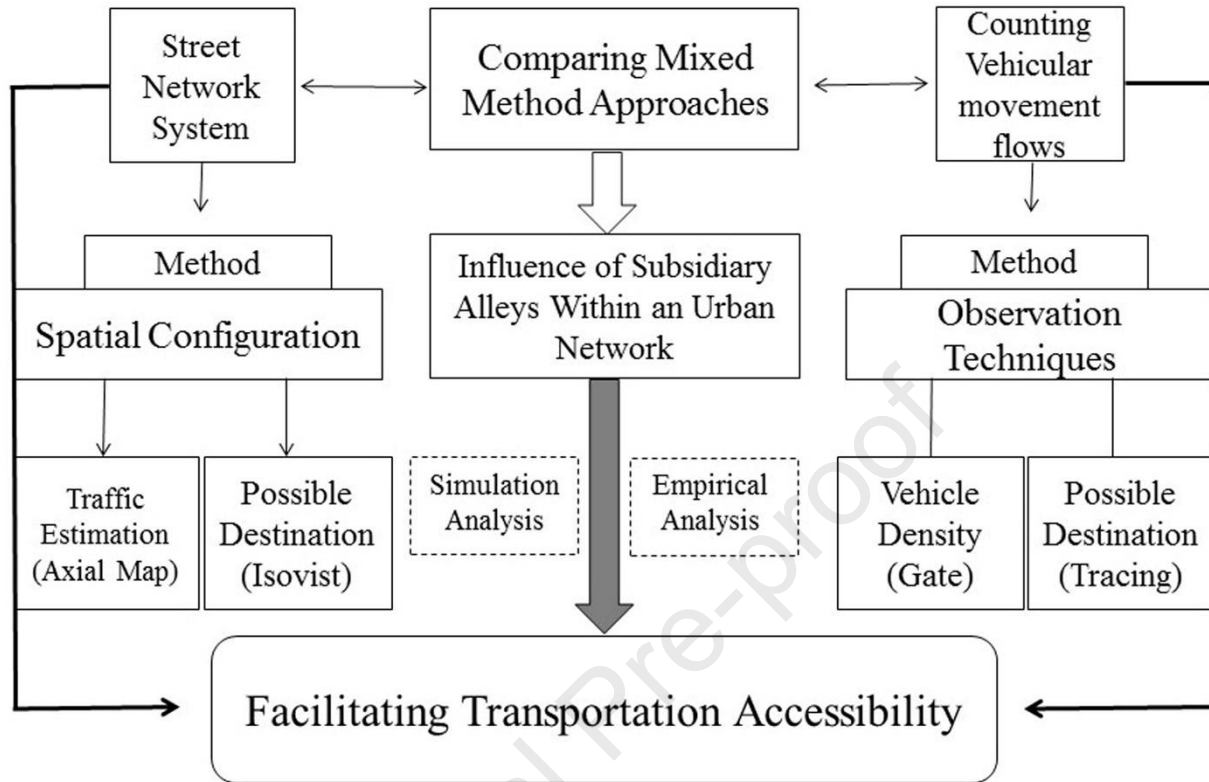 Street
Network
System
Comparing Mixed
Method Approaches
Counting
Vehicular
movement
flows
Method
Spatial Configuration
Influence of Subsidiary
Alleys Within an Urban
Network
Method
Observation
Techniques
Traffic
Estimation
(Axial Map)
Possible
Destination
(Isovist)
Simulation
Analysis
Empirical
Analysis
Vehicle
Density
(Gate)
Possible
Destination
(Tracing)
Facilitating Transportation Accessibility
Pre-proof